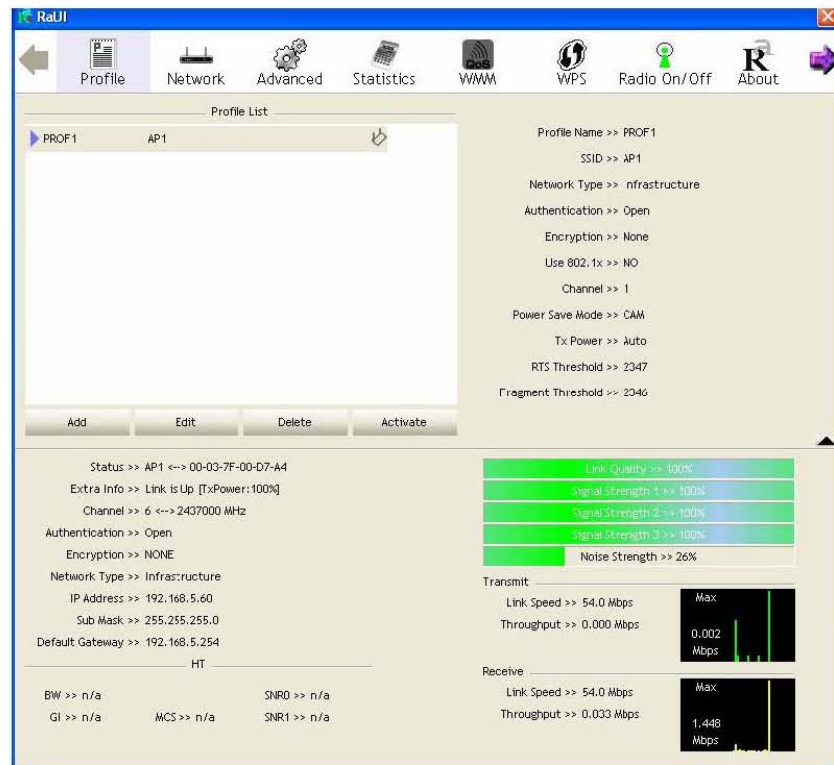 RaUI
Profile Network Advanced Statistics QoS WMM WPS Radio On/Off About
Profile List
PROF1 AP1
Add Edit Delete Activate
Profile Name >> PROF1
SSID >> AP1
Network Type >> nfrastructure
Authentication >> Open
Encryption >> None
Use 802.1x >> NO
Channel >> 1
Power Save Mode >> CAM
Tx Power >> Auto
RTS Threshold >> 2347
Fragment Threshold >> 2346
Status >> AP1 <--> 00-03-7F-00-D7-A4
Extra Info >> Link is Up [TxPower:100%]
Channel >> 6 <--> 2437000 MHz
Authentication >> Open
Encryption >> NONE
Network Type >> Infrastructure
IP Address >> 192.168.5.60
Sub Mask >> 255.255.255.0
Default Gateway >> 192.168.5.254
HT
BW >> n/a SNR0 >> n/a
GI >> n/a MCS >> n/a SNR1 >> n/a
Link Quality >> 100%
Signal Strength 1 >> 100%
Signal Strength 2 >> 100%
Signal Strength 3 >> 100%
Noise Strength >> 26%
Transmit
Link Speed >> 54.0 Mbps
Throughput >> 0.000 Mbps
Max
0.002
Mbps
Receive
Link Speed >> 54.0 Mbps
Throughput >> 0.033 Mbps
Max
1.448
Mbps